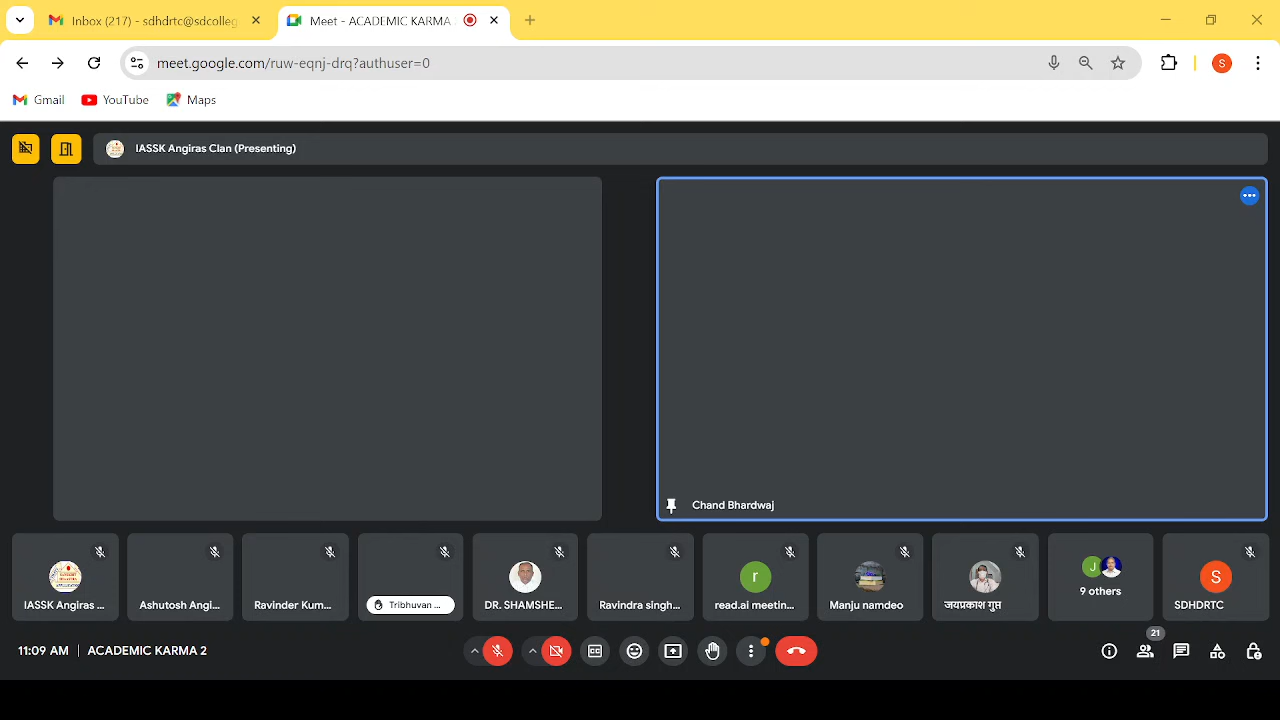 Inbox (217) - sdhdrtc@sdcolleg
Meet - ACADEMIC KARMA
meet.google.com/ruw-eqnj-drq?authuser=0
S
Gmail
YouTube
Maps
IASSK Angiras Clan (Presenting)
Chand Bhardwaj
r
J
S
IASSK Angiras ...
Ashutosh Angi...
Ravinder Kum...
Tribhuvan ...
DR. SHAMSHE...
Ravindra singh...
read.ai meetin...
Manju namdeo
जयप्रकाश गुप्त
9 others
SDHDRTC
11:09 AM | ACADEMIC KARMA 2
21